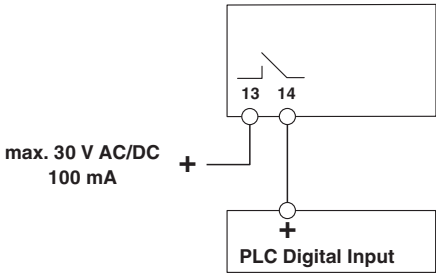 13 14
max. 30 V AC/DC
100 mA
+
+
PLC Digital Input